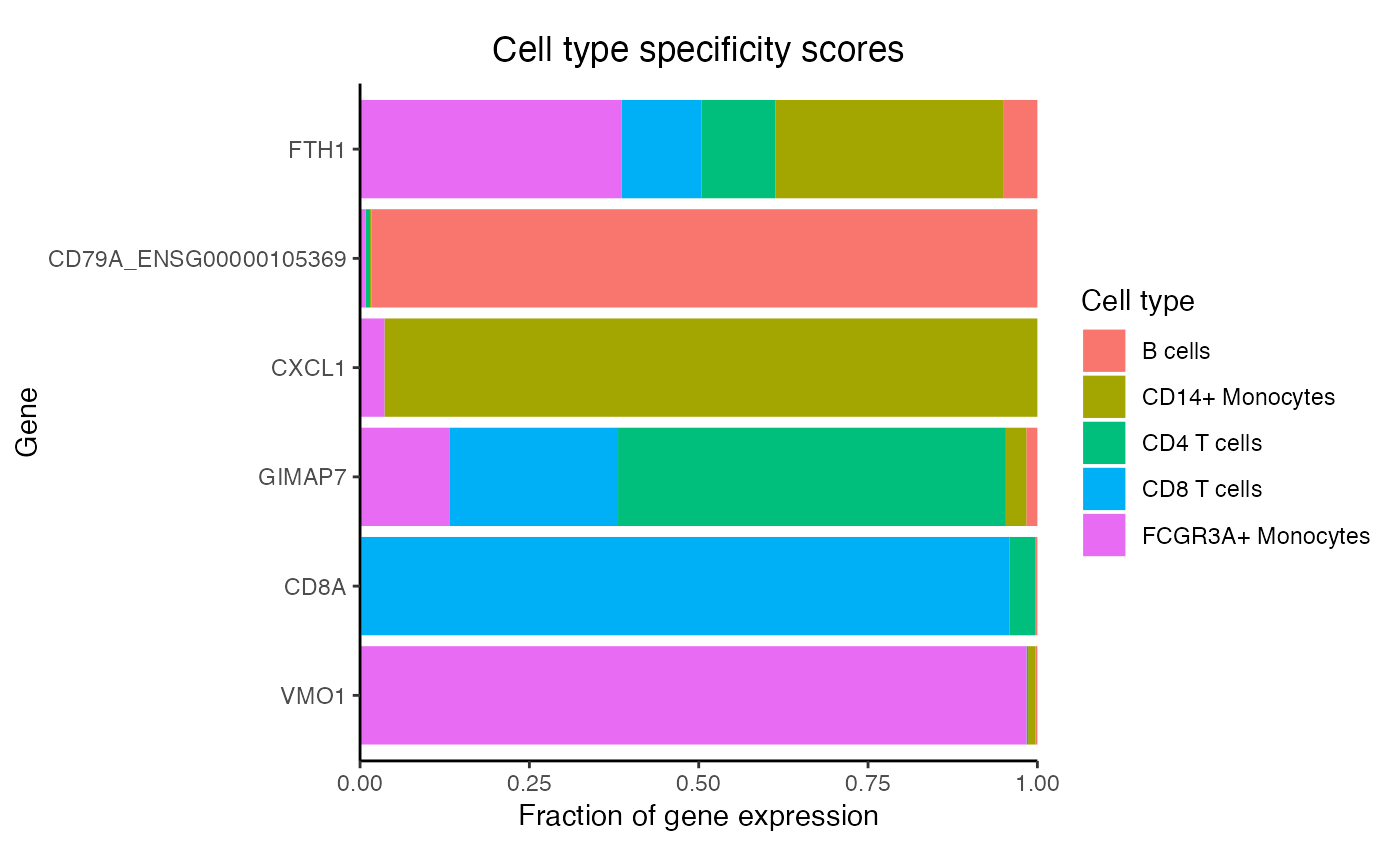 Cell type specificity scores
Gene
FTH1
CD79A_ENSG00000105369
CXCL1
GIMAP7
CD8A
VMO1
0.00 0.25 0.50 0.75 1.00
Fraction of gene expression
Cell type
B cells
CD14+ Monocytes
CD4 T cells
CD8 T cells
FCGR3A+ Monocytes